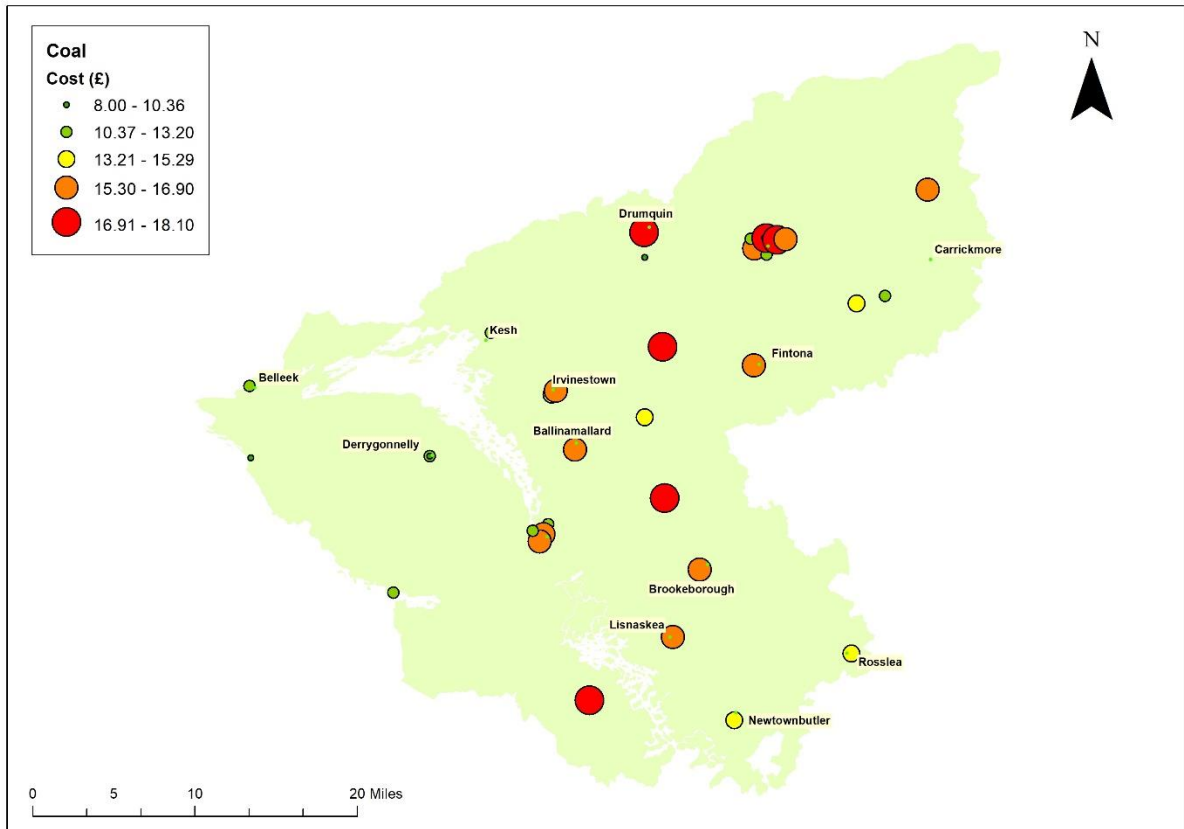 Coal
Cost (£)
8.00 - 10.36
10.37 - 13.20
13.21 - 15.29
15.30 - 16.90
16.91 - 18.10
N
Drumquin
Carrickmore
Kesh
Fintona
Belleek
Irvinestown
Ballinamallard
Derrygonnelly
Brookeborough
Lisnaskea
Rosslea
Newtownbutler
0 5 10 20 Miles